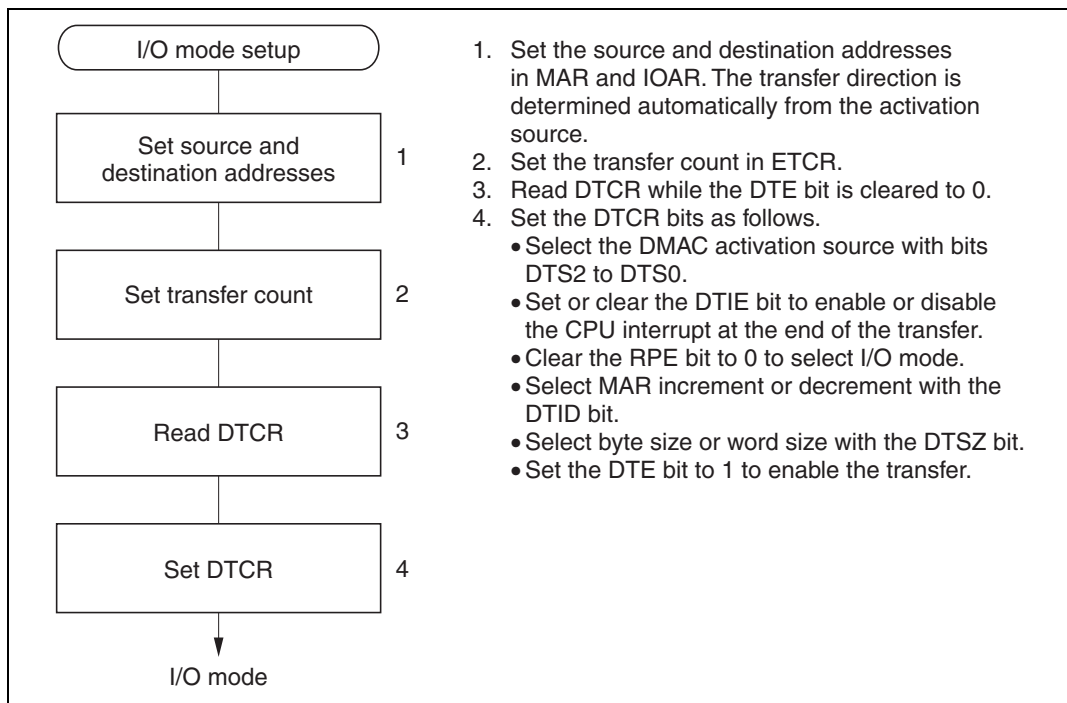 I/O mode setup
Set source and
destination addresses
1
Set transfer count
2
Read DTCR
3
Set DTCR
4
I/O mode
1. Set the source and destination addresses
in MAR and IOAR. The transfer direction is
determined automatically from the activation
source.
2. Set the transfer count in ETCR.
3. Read DTCR while the DTE bit is cleared to 0.
4. Set the DTCR bits as follows.
• Select the DMAC activation source with bits
DTS2 to DTS0.
• Set or clear the DTIE bit to enable or disable
the CPU interrupt at the end of the transfer.
• Clear the RPE bit to 0 to select I/O mode.
• Select MAR increment or decrement with the
DTID bit.
• Select byte size or word size with the DTSZ bit.
• Set the DTE bit to 1 to enable the transfer.